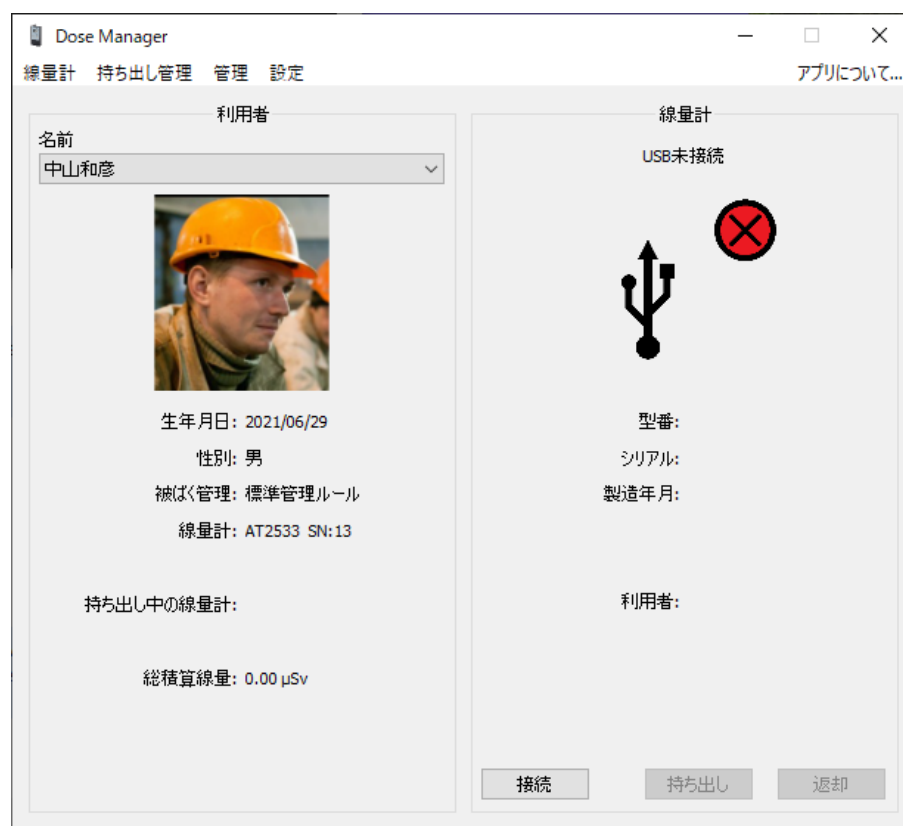 Dose Manager
線量計 持ち出し管理 管理 設定 アプリについて...
利用者
名前
中山和彦
生年月日: 2021/06/29
性別: 男
被ばく管理: 標準管理ルール
線量計: AT2533 SN:13
持ち出し中の線量計:
総積算線量: 0.00 µSv
線量計
USB未接続
型番:
シリアル:
製造年月:
利用者:
接続 持ち出し 返却